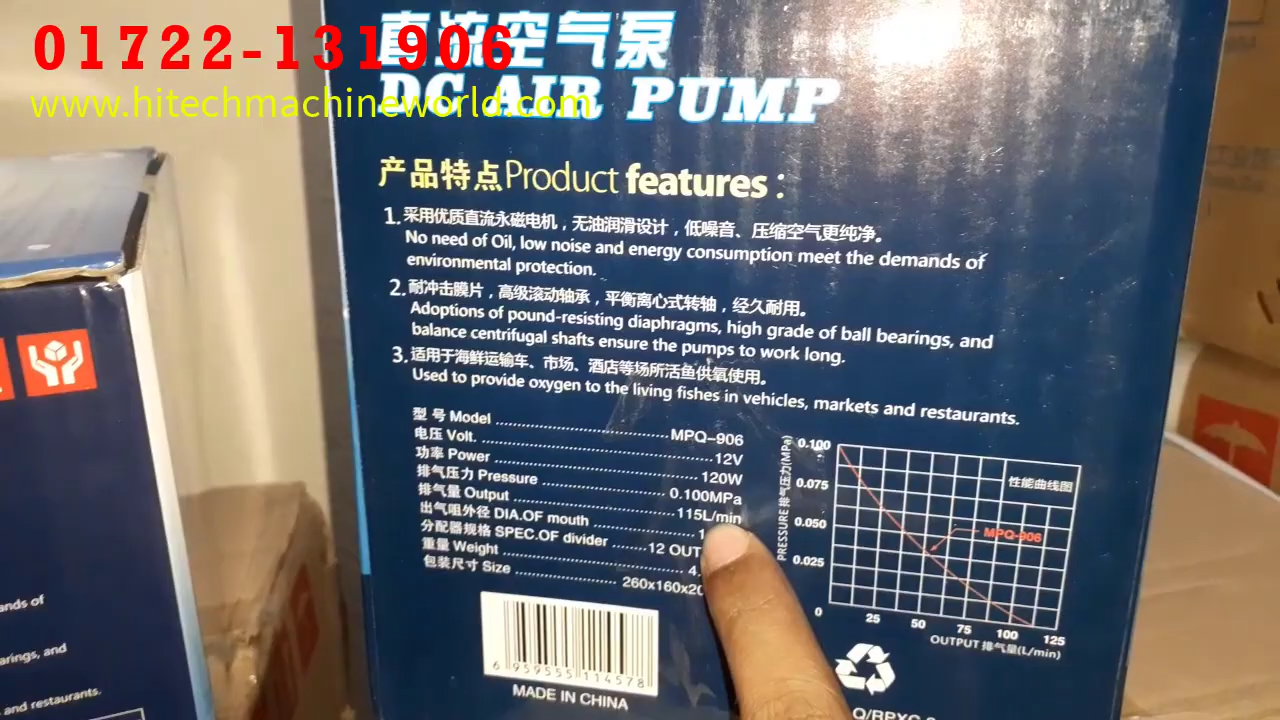 01722-131906
www.hitechmachineworld.com
直流空气泵
DC AIR PUMP
产品特点Product features:
1.采用优质直流永磁电机，无油润滑设计，低噪音、压缩空气更纯净。
No need of Oil, low noise and energy consumption meet the demands of
environmental protection.
2.耐冲击膜片，高级滚动轴承，平衡离心式转轴，经久耐用。
Adoptions of pound-resisting diaphragms, high grade of ball bearings, and
balance centrifugal shafts ensure the pumps to work long.
3.适用于海鲜运输车、市场、酒店等场所活鱼供氧使用。
Used to provide oxygen to the living fishes in vehicles, markets and restaurants.
型 号 Model ........ MPQ-906
电压 Volt. ........ 12V
功率 Power ........ 120W
排气压力 Pressure ........ 0.100MPa
排气量 Output ........ 115L/min
出气咀外径 DIA.OF mouth ........ 1
分配器规格 SPEC.OF divider ........ 12 OUT
重量 Weight ........ 4
包装尺寸 Size ........ 260x160x20
PRESSURE 排气压力(MPa)
0.100
0.075
0.050
0.025
0
性能曲线图
MPQ-906
25 50 75 100 125
OUTPUT 排气量(L/min)
6 959555 114578
MADE IN CHINA
ands of
arings, and
and restaurants.